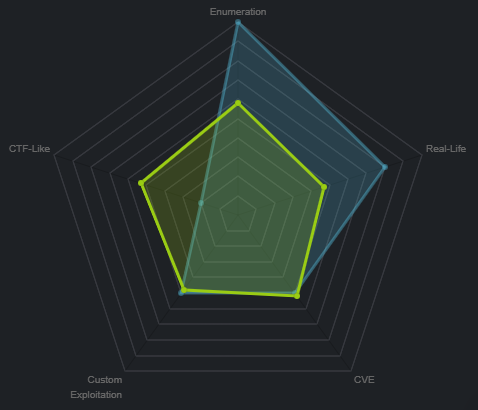 Enumeration
CTF-Like
Real-Life
Custom
Exploitation
CVE